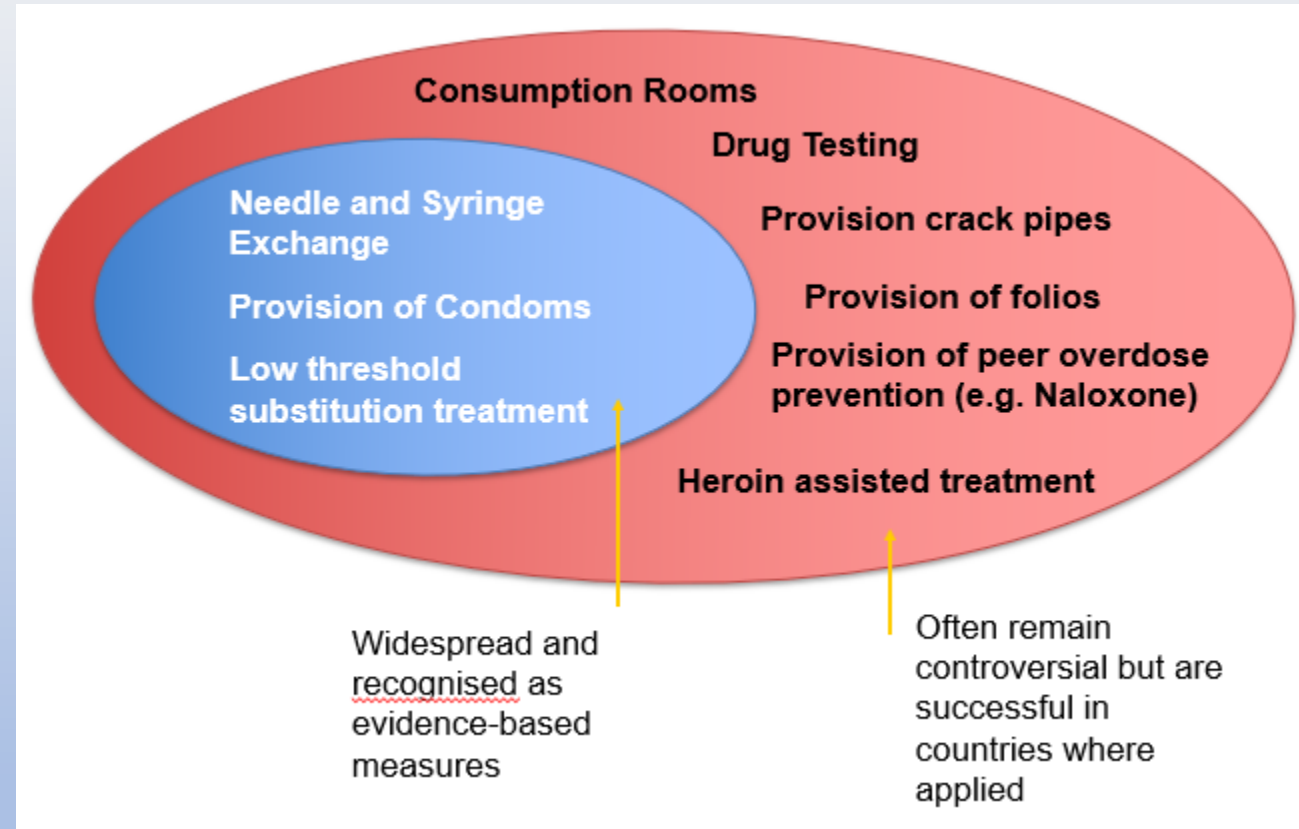 Consumption Rooms
Drug Testing
Needle and Syringe
Exchange
Provision crack pipes
Provision of Condoms
Provision of folios
Low threshold
substitution treatment
Provision of peer overdose
prevention (e.g. Naloxone)
Heroin assisted treatment
Widespread and
recognised as
evidence-based
measures
Often remain
controversial but are
successful in
countries where
applied